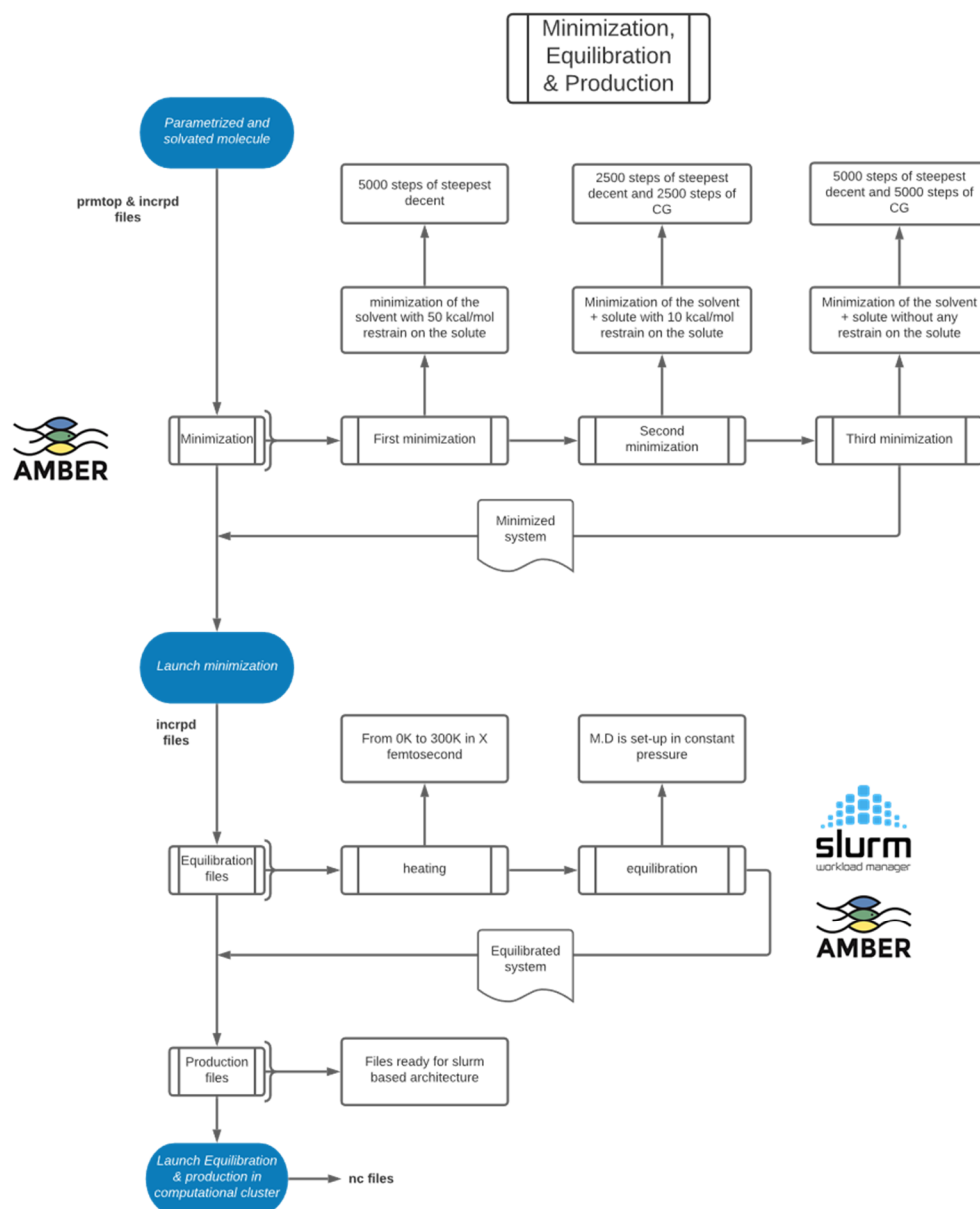 Minimization,
Equilibration
& Production
Parametrized and
solvated molecule
prmtop & incrpd
files
5000 steps of steepest
decent
2500 steps of steepest
decent and 2500 steps of
CG
5000 steps of steepest
decent and 5000 steps of
CG
minimization of the
solvent with 50 kcal/mol
restrain on the solute
Minimization of the solvent
+ solute with 10 kcal/mol
restrain on the solute
Minimization of the solvent
+ solute without any
restrain on the solute
AMBER
Minimization
First minimization
Second
minimization
Third minimization
Minimized
system
Launch minimization
incrpd
files
From 0K to 300K in X
femtosecond
M.D is set-up in constant
pressure
Equilibration
files
heating
equilibration
slurm
workload manager
AMBER
Equilibrated
system
Production
files
Files ready for slurm
based architecture
Launch Equilibration
& production in
computational cluster
nc files